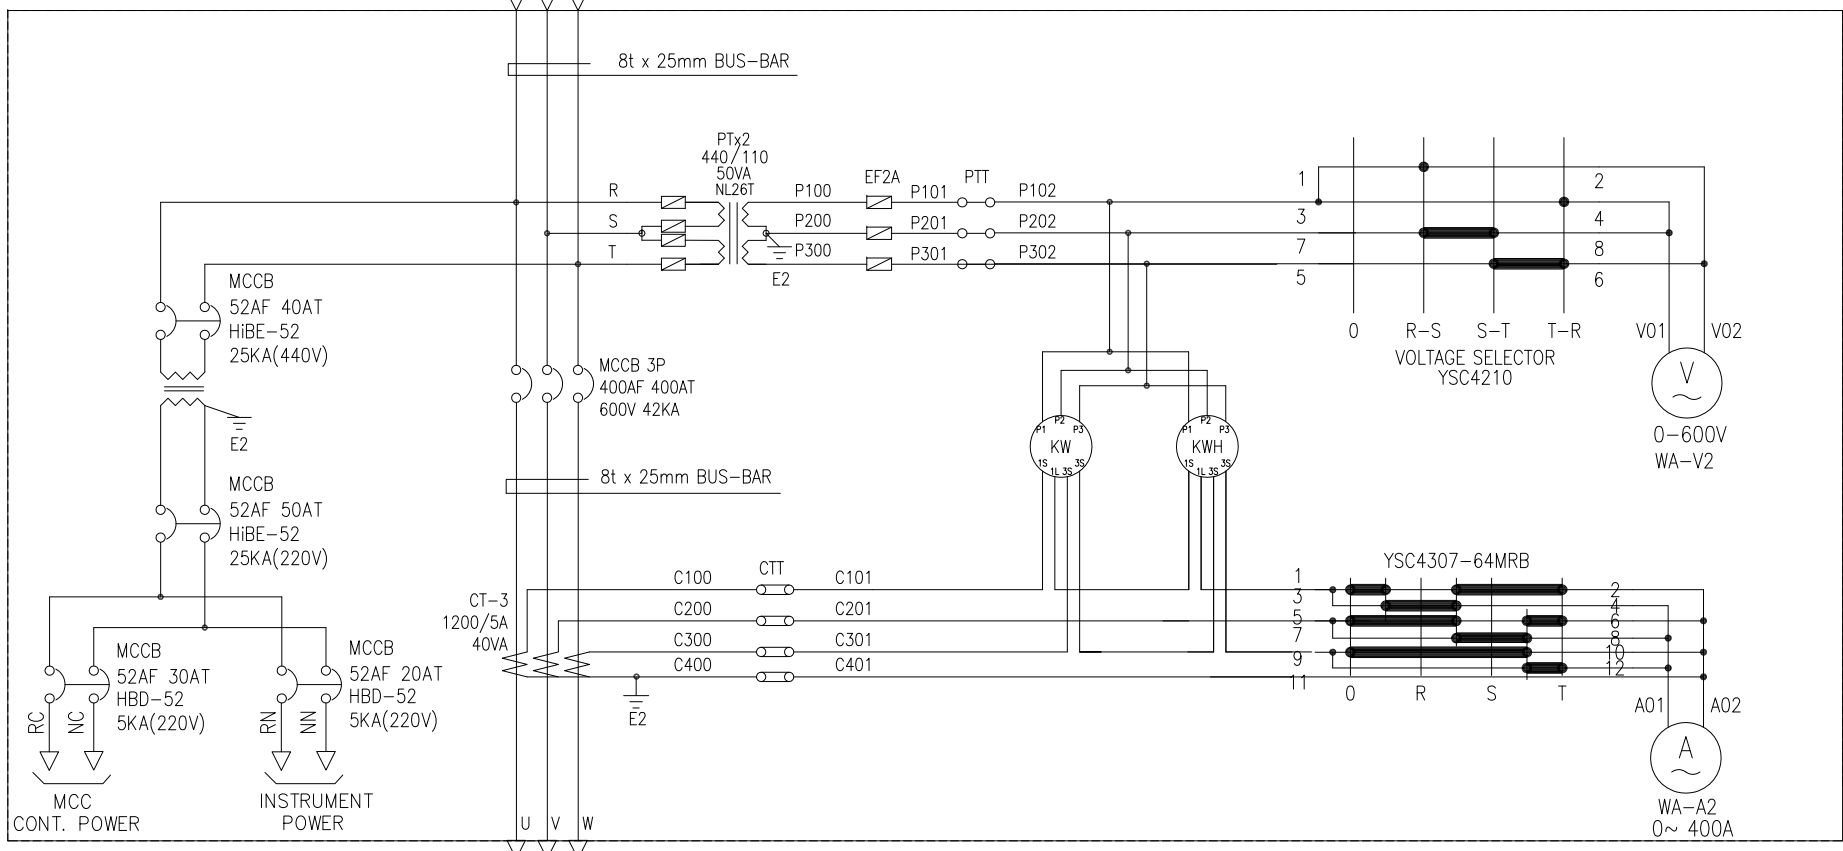 8t x 25mm BUS-BAR
PTx2
440/110
50VA
NL26T
R
S
T
P100
P200
P300
E2
EF2A
P101
P201
P301
PTT
P102
P202
P302
1
3
7
5
2
4
8
6
0
R-S
S-T
T-R
VOLTAGE SELECTOR
YSC4210
V01
V02
V
0-600V
WA-V2
MCCB
52AF 40AT
HiBE-52
25KA(440V)
E2
MCCB
52AF 50AT
HiBE-52
25KA(220V)
MCCB 3P
400AF 400AT
600V 42KA
8t x 25mm BUS-BAR
P1
P2
P3
KW
1S
1L
3S
3S
P1
P2
P3
KWH
1S
1L
3S
3S
CT-3
1200/5A
40VA
C100
C200
C300
C400
E2
CTT
C101
C201
C301
C401
YSC4307-64MRB
1
3
5
7
9
11
2
4
6
8
10
12
0
R
S
T
A01
A02
A
WA-A2
0~ 400A
MCCB
52AF 30AT
HBD-52
5KA(220V)
RC
NC
MCC
CONT. POWER
MCCB
52AF 20AT
HBD-52
5KA(220V)
RN
NN
INSTRUMENT
POWER
U
V
W